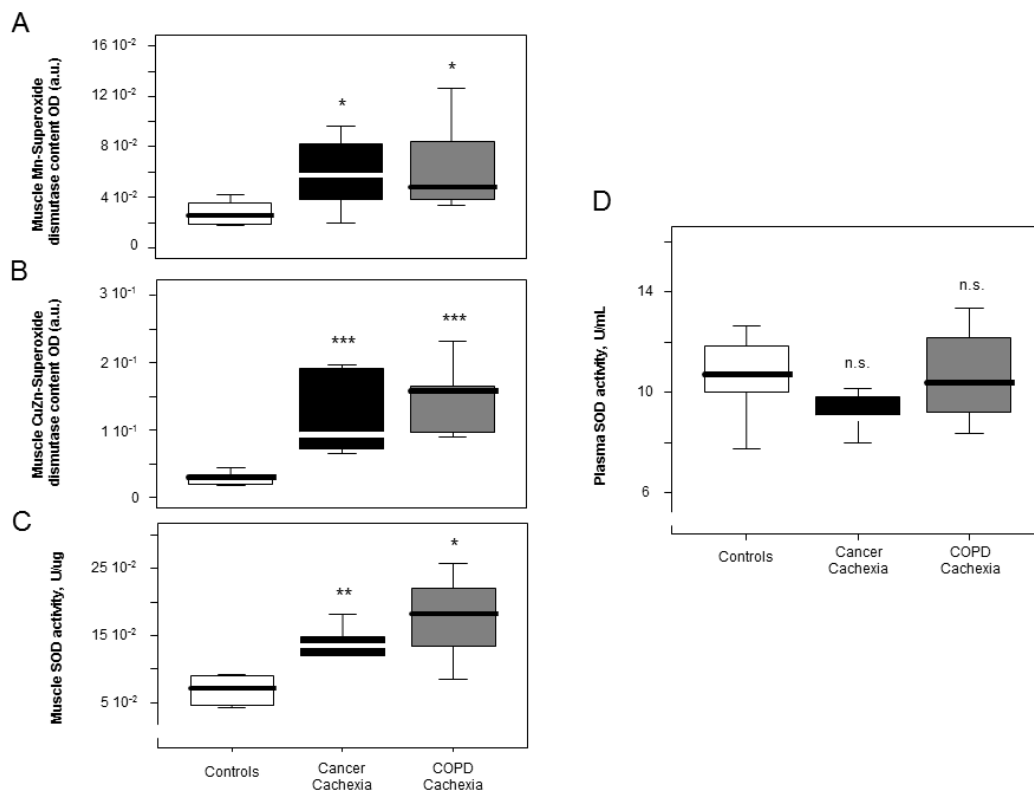 A
Muscle Mn-Superoxide
dismutase content OD (a.u.)
16 10-2
12 10-2
8 10-2
4 10-2
0
*
*
B
Muscle CuZn-Superoxide
dismutase content OD (a.u.)
3 10-1
2 10-1
1 10-1
0
***
***
C
Muscle SOD activity, U/ug
25 10-2
15 10-2
5 10-2
**
*
Controls
Cancer
Cachexia
COPD
Cachexia
D
Plasma SOD activity, U/mL
14
10
6
n.s.
n.s.
Controls
Cancer
Cachexia
COPD
Cachexia